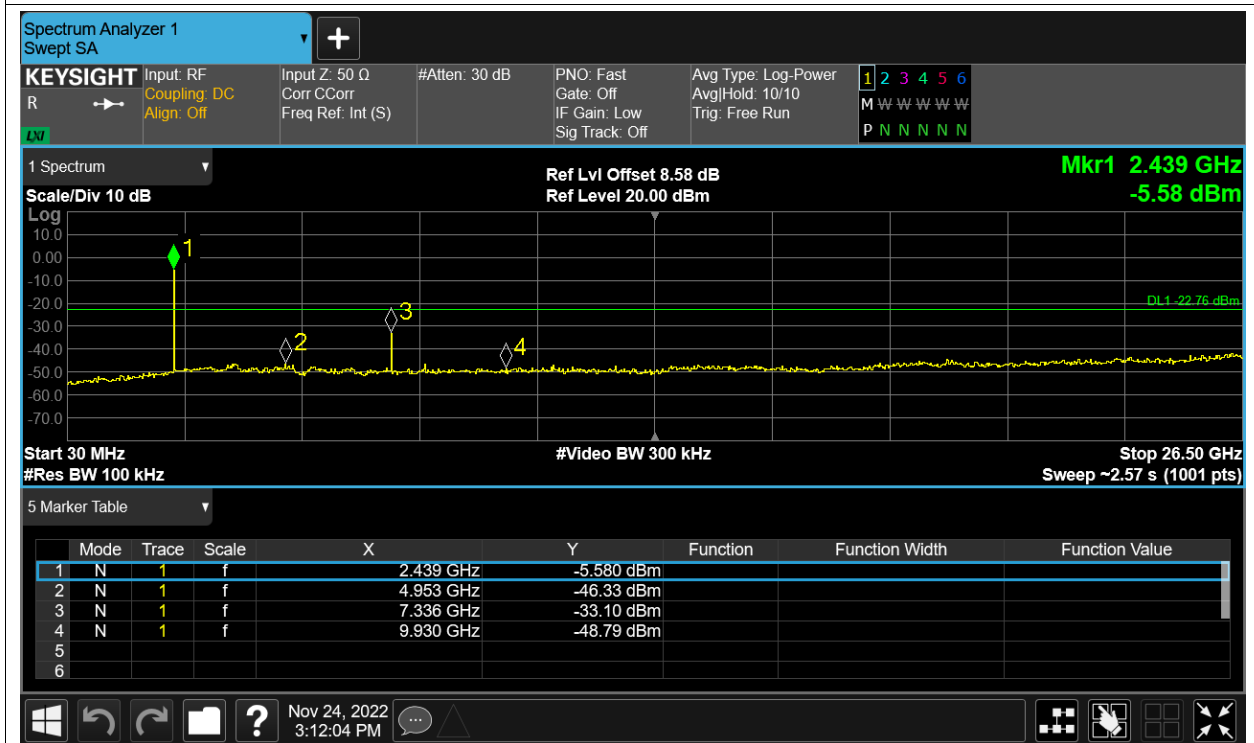 Spectrum Analyzer 1
Swept SA
+
KEYSIGHT Input: RF Input Z: 50 Ω #Atten: 30 dB PNO: Fast Avg Type: Log-Power 1 2 3 4 5 6
R Coupling: DC Corr CCorr Gate: Off Avg|Hold: 10/10 M W W W W W W
Align: Off Freq Ref: Int (S) IF Gain: Low Trig: Free Run
LXI Sig Track: Off P N N N N N N
1 Spectrum Ref Lvl Offset 8.58 dB Mkr1 2.439 GHz
Scale/Div 10 dB Ref Level 20.00 dBm -5.58 dBm
Log
10.0
1
0.00
-10.0
-20.0 DL1 -22.76 dBm
3
-30.0
2
-40.0 4
-50.0
-60.0
-70.0
Start 30 MHz #Video BW 300 kHz Stop 26.50 GHz
#Res BW 100 kHz Sweep ~2.57 s (1001 pts)
5 Marker Table
Mode Trace Scale X Y Function Function Width Function Value
1 N 1 f 2.439 GHz -5.580 dBm
2 N 1 f 4.953 GHz -46.33 dBm
3 N 1 f 7.336 GHz -33.10 dBm
4 N 1 f 9.930 GHz -48.79 dBm
5
6
? Nov 24, 2022
3:12:04 PM